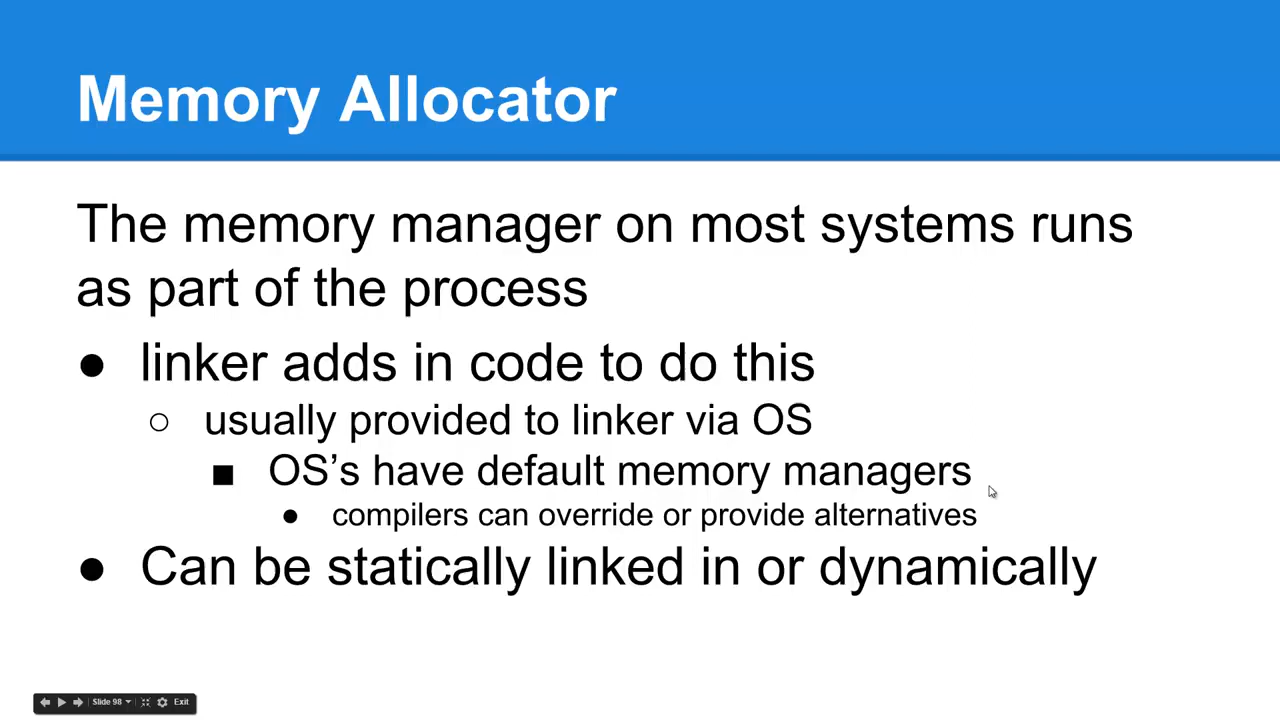 Memory Allocator
The memory manager on most systems runs
as part of the process
● linker adds in code to do this
○ usually provided to linker via OS
■ OS’s have default memory managers
● compilers can override or provide alternatives
● Can be statically linked in or dynamically
Slide 98 Exit